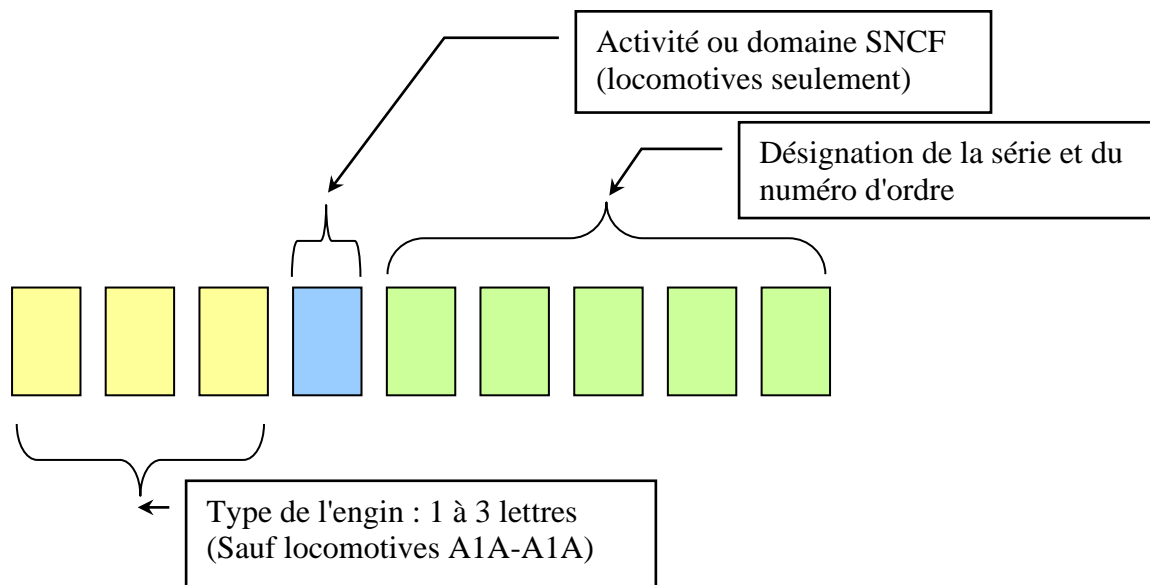 Activité ou domaine SNCF
(locomotives seulement)
Désignation de la série et du
numéro d'ordre
Type de l'engin : 1 à 3 lettres
(Sauf locomotives A1A-A1A)